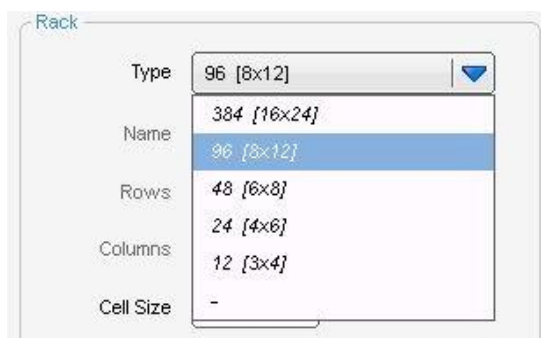 Rack
Type 96 [8x12]
384 [16x24]
Name
96 [8x12]
Rows 48 [6x8]
24 [4x6]
Columns
12 [3x4]
Cell Size -